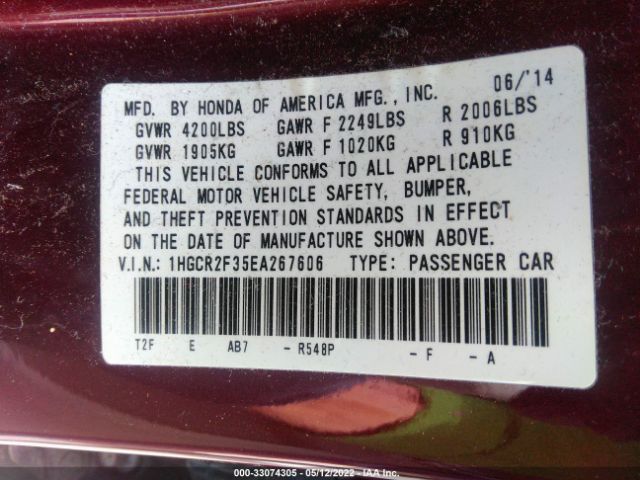 MFD. BY HONDA OF AMERICA MFG., INC. 06/'14
GVWR 4200LBS GAWR F 2249LBS R 2006LBS
GVWR 1905KG GAWR F 1020KG R 910KG
THIS VEHICLE CONFORMS TO ALL APPLICABLE
FEDERAL MOTOR VEHICLE SAFETY, BUMPER,
AND THEFT PREVENTION STANDARDS IN EFFECT
ON THE DATE OF MANUFACTURE SHOWN ABOVE.
V.I.N.: 1HGCR2F35EA267606 TYPE: PASSENGER CAR
T2F E AB7 - R548P - F - A
000-33074305 - 05/12/2022 - IAA Inc.